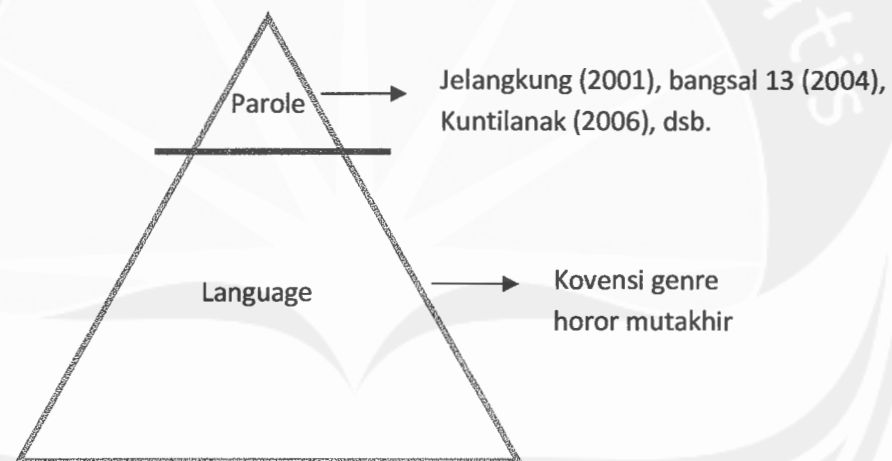 Jelangkung (2001), bangsal 13 (2004),
Parole
Kuntilanak (2006), dsb.
Language
Kovensi genre
horor mutakhir